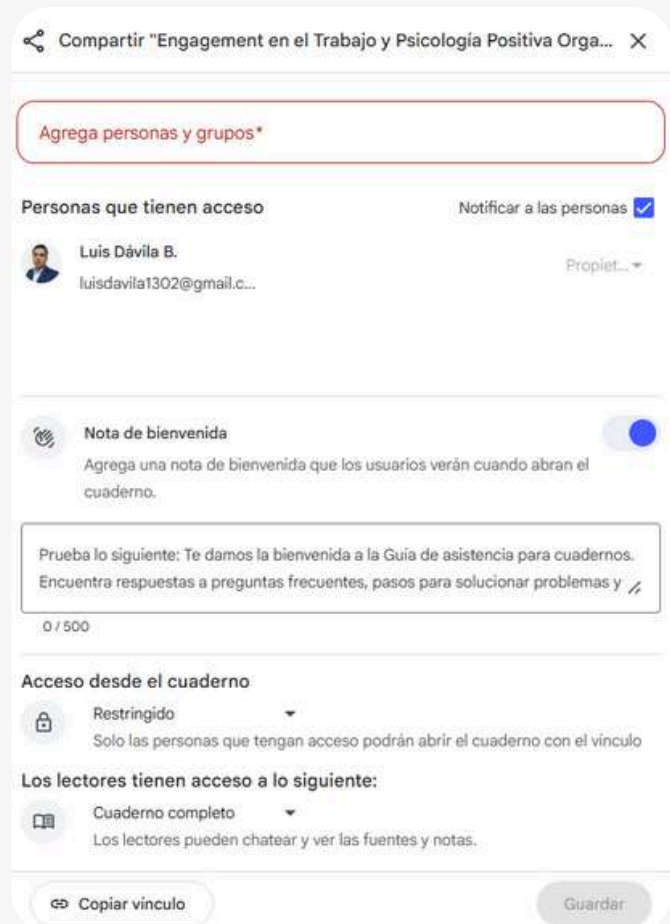 Compartir "Engagement en el Trabajo y Psicología Positiva Orga...
Agrega personas y grupos*
Personas que tienen acceso
Notificar a las personas
Luis Dávila B.
luisdavila1302@gmail.c...
Propiet...
Nota de bienvenida
Agrega una nota de bienvenida que los usuarios verán cuando abran el
cuaderno.
Prueba lo siguiente: Te damos la bienvenida a la Guía de asistencia para cuadernos.
Encuentra respuestas a preguntas frecuentes, pasos para solucionar problemas y
0 / 500
Acceso desde el cuaderno
Restringido
Solo las personas que tengan acceso podrán abrir el cuaderno con el vínculo
Los lectores tienen acceso a lo siguiente:
Cuaderno completo
Los lectores pueden chatear y ver las fuentes y notas.
Copiar vínculo
Guardar